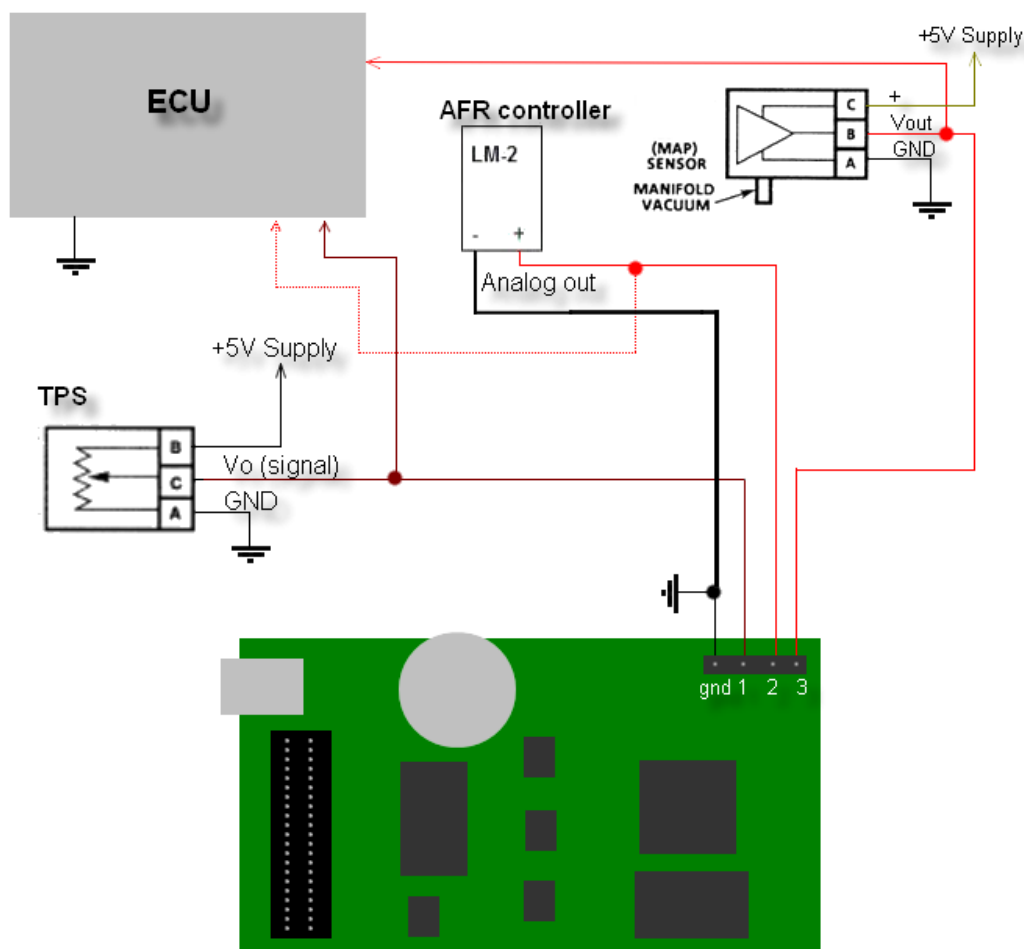 ECU
+5V Supply
AFR controller
LM-2
- +
Analog out
(MAP)
SENSOR
MANIFOLD
VACUUM
C
B
A
+
Vout
GND
+5V Supply
TPS
B
C
A
Vo (signal)
GND
gnd 1 2 3